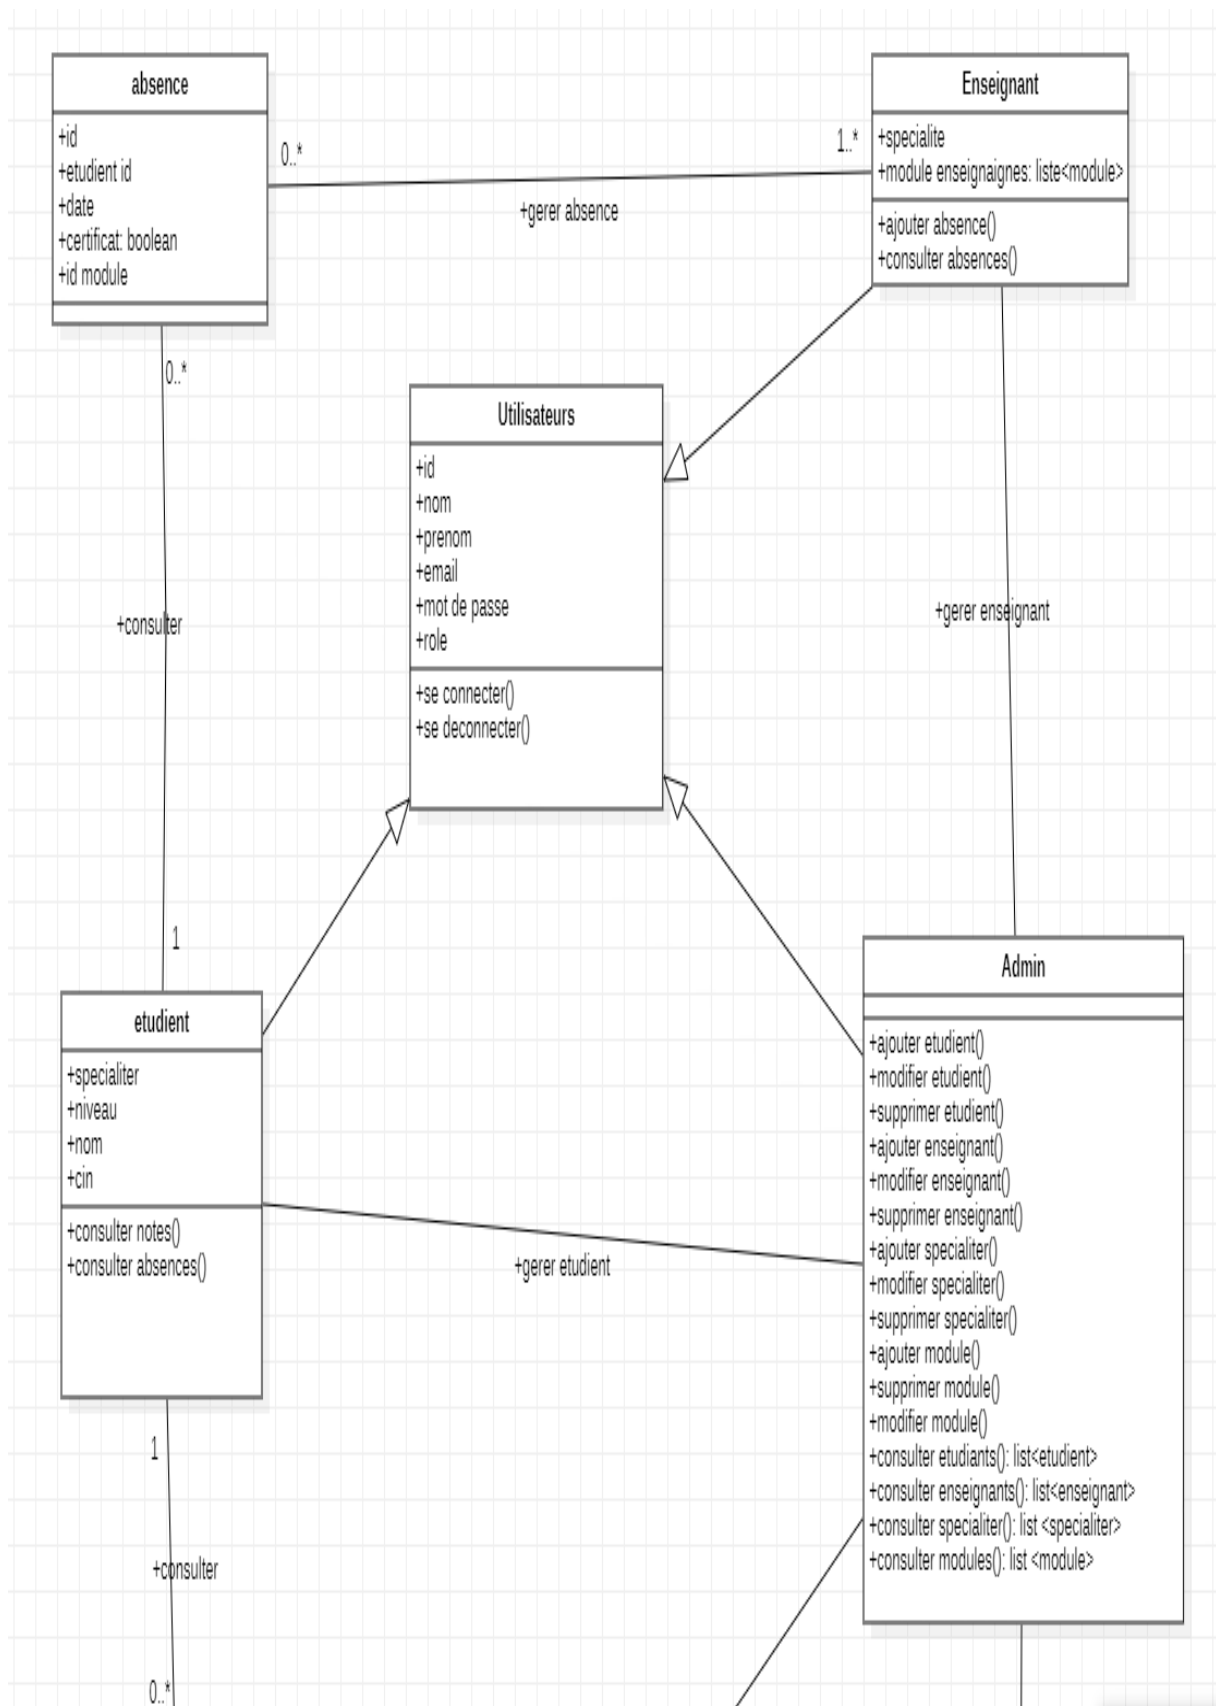 absence
+id
+etudient id
+date
+certificat: boolean
+id module
0..*
1..*
+gerer absence
Enseignant
+specialite
+module enseignaignes: liste<module>
+ajouter absence()
+consulter absences()
0..*
+consulter
1
Utilisateurs
+id
+nom
+prenom
+email
+mot de passe
+role
+se connecter()
+se deconnecter()
+gerer enseignant
etudient
+specialiter
+niveau
+nom
+cin
+consulter notes()
+consulter absences()
+gerer etudient
Admin
+ajouter etudient()
+modifier etudient()
+supprimer etudient()
+ajouter enseignant()
+modifier enseignant()
+supprimer enseignant()
+ajouter specialiter()
+modifier specialiter()
+supprimer specialiter()
+ajouter module()
+supprimer module()
+modifier module()
+consulter etudiants(): list<etudient>
+consulter enseignants(): list<enseignant>
+consulter specialiter(): list <specialiter>
+consulter modules(): list <module>
1
+consulter
0..*